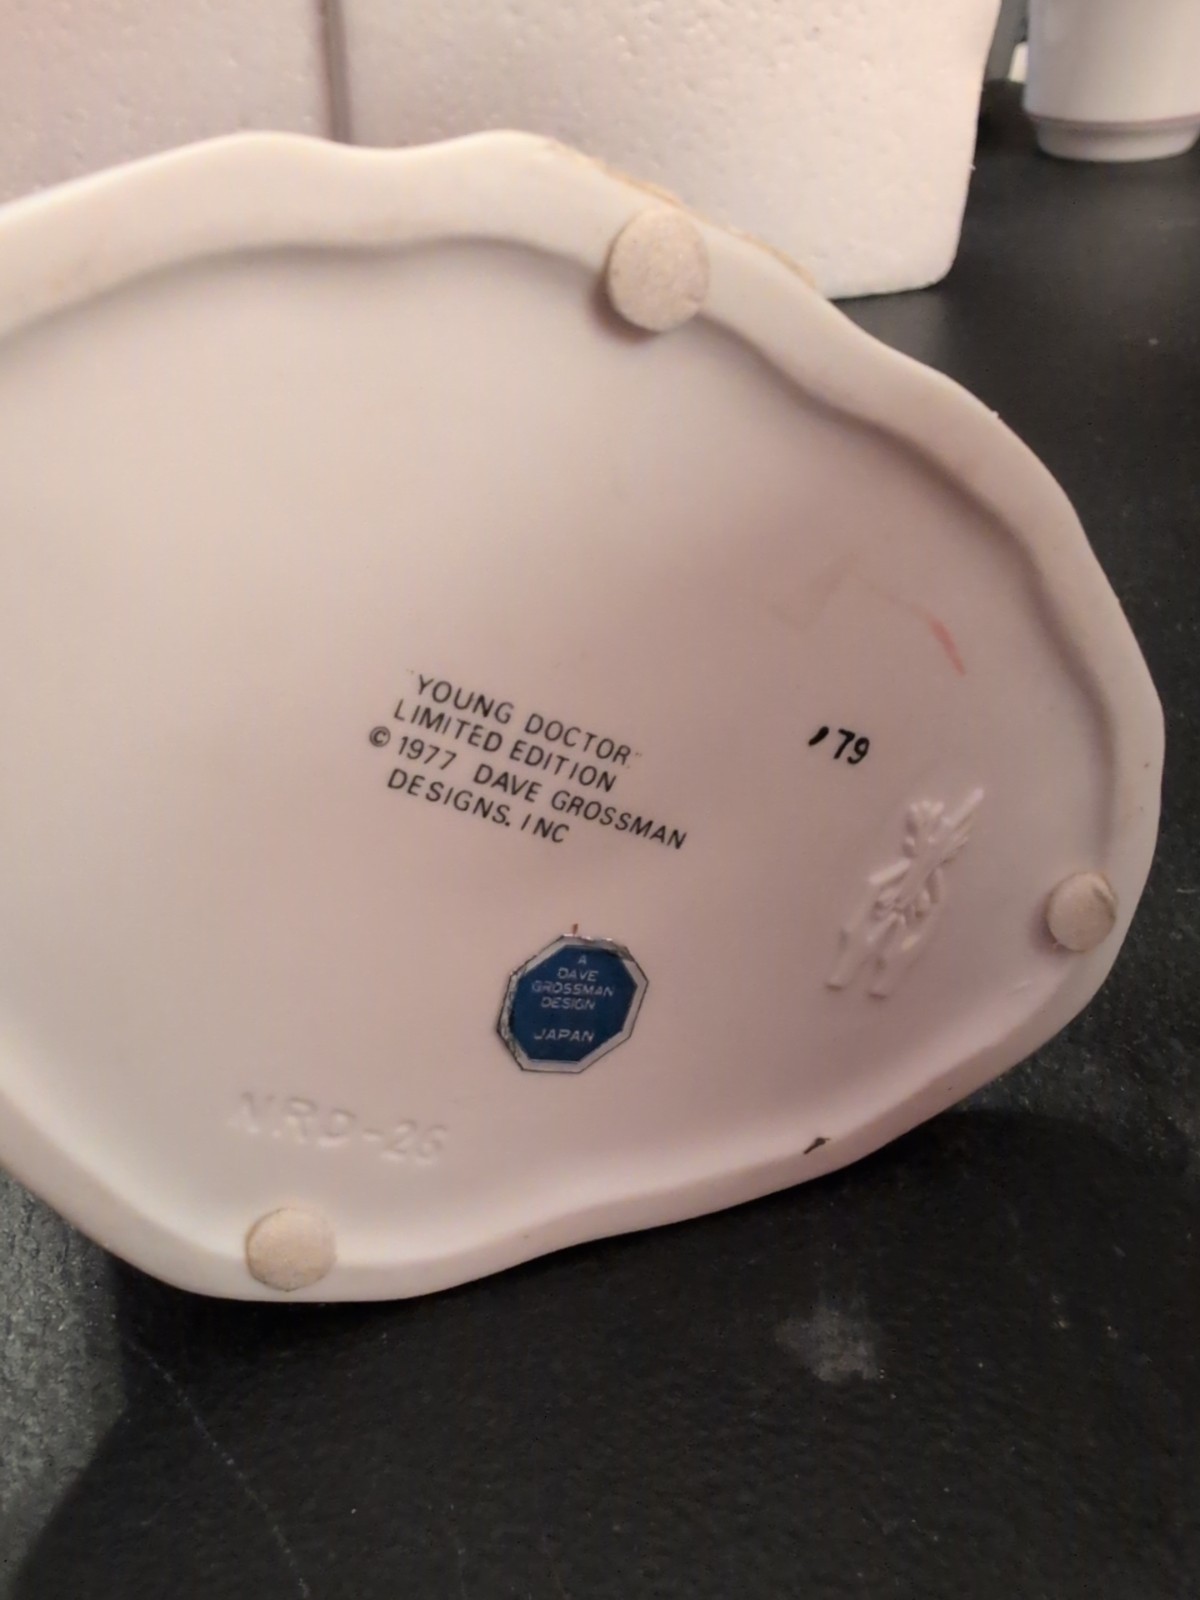 "YOUNG DOCTOR"
LIMITED EDITION
© 1977 DAVE GROSSMAN
DESIGNS. INC
'79
A
DAVE
GROSSMAN
DESIGN
JAPAN
NRD-26